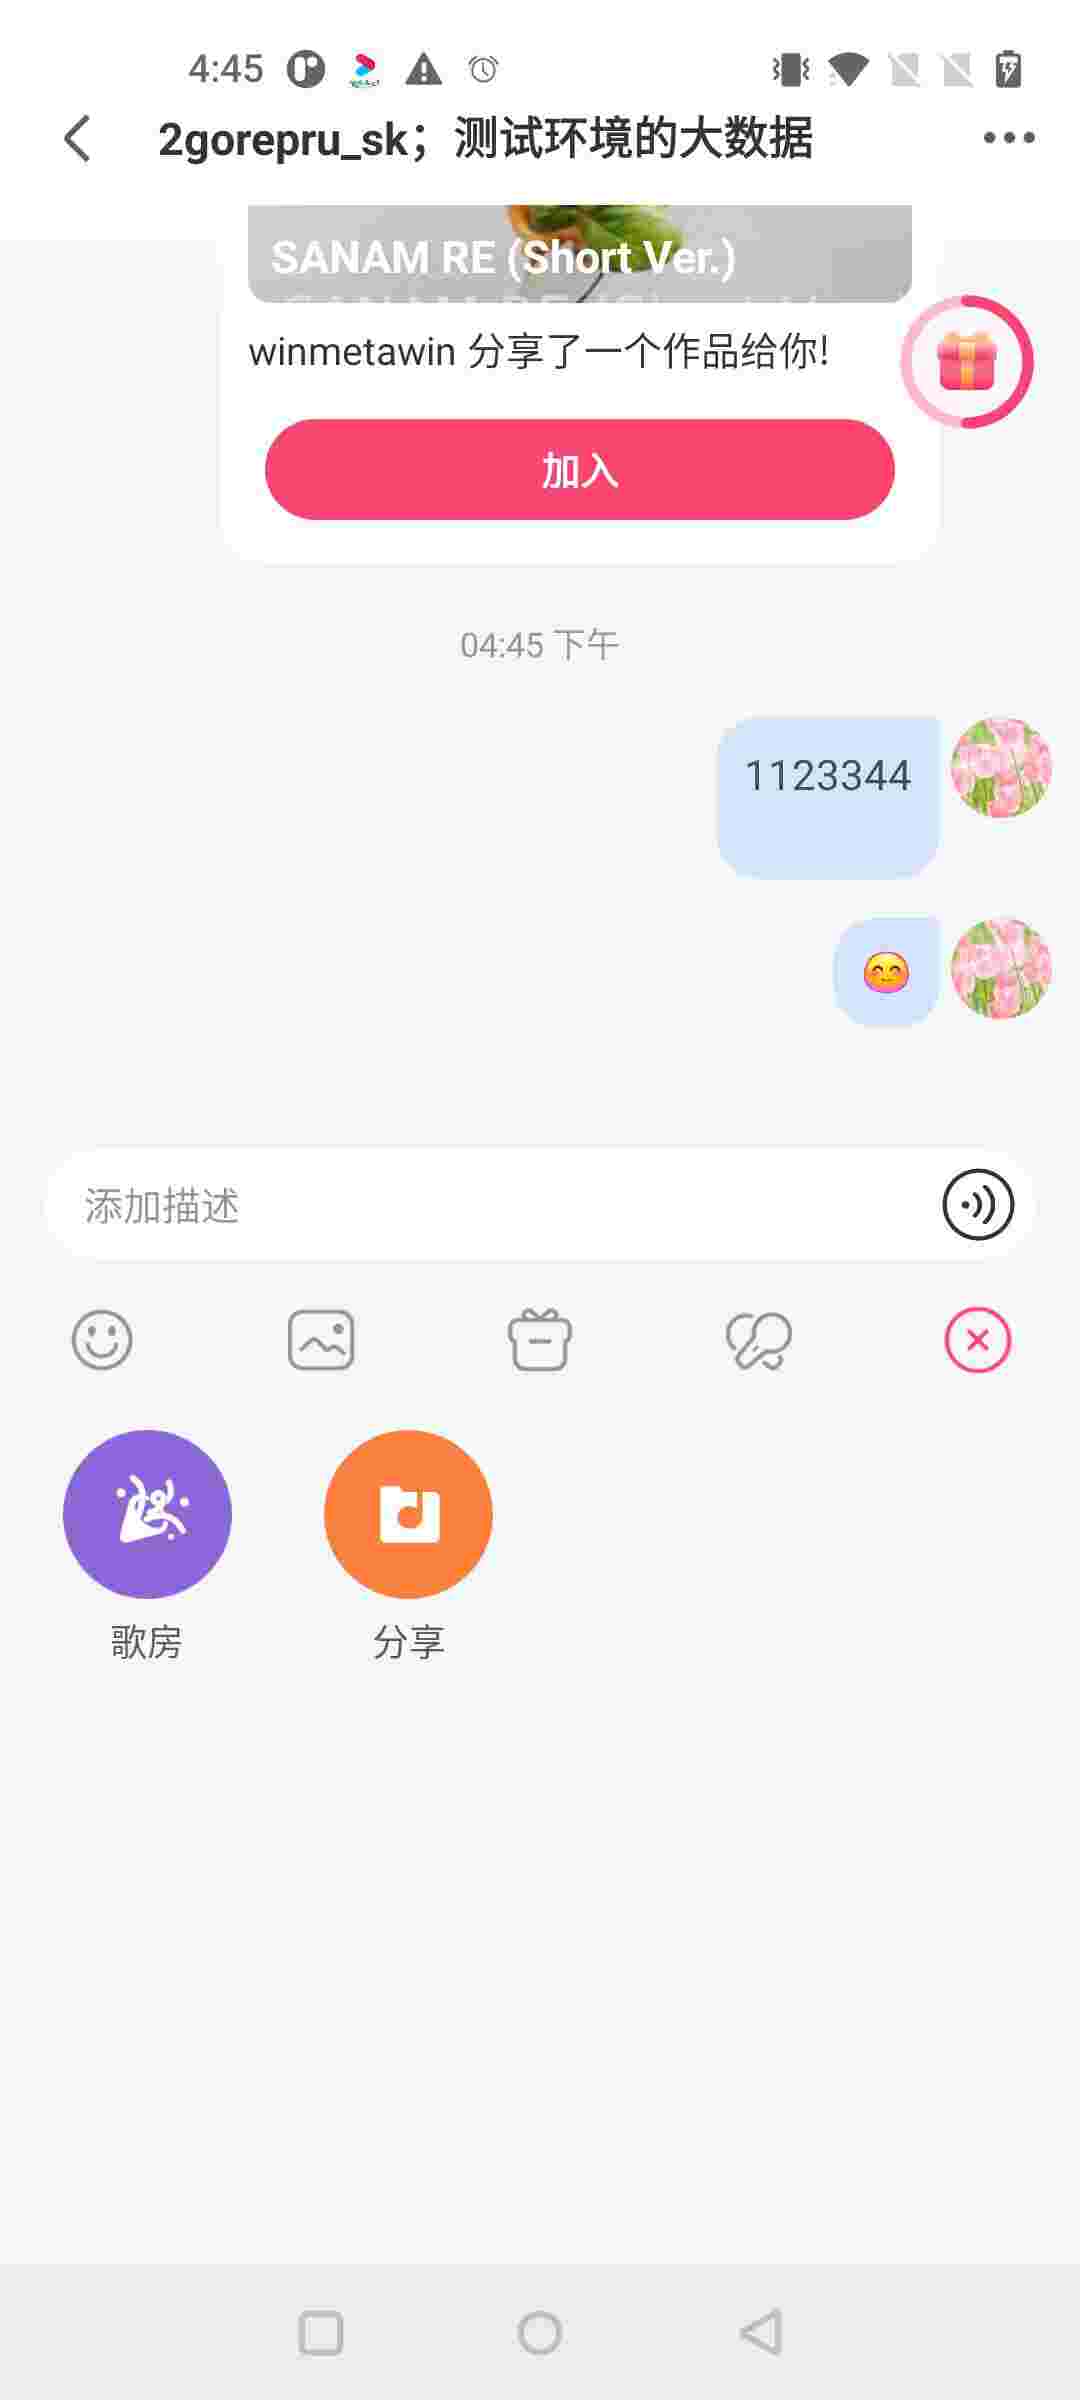 4:45
2gorepru_sk；测试环境的大数据
SANAM RE (Short Ver.)
winmetawin 分享了一个作品给你!
加入
04:45 下午
1123344
添加描述
歌房
分享